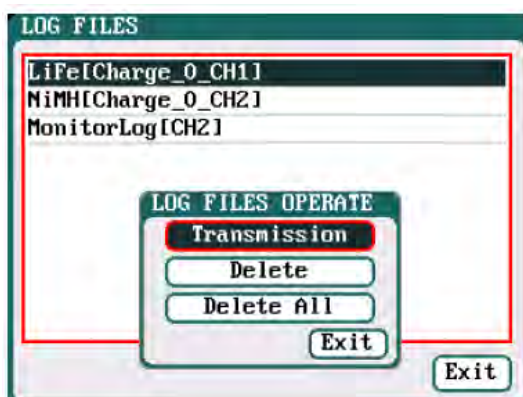 LOG FILES
LiFe[Charge_0_CH1]
NiMH[Charge_0_CH2]
MonitorLog[CH2]
LOG FILES OPERATE
Transmission
Delete
Delete All
Exit
Exit